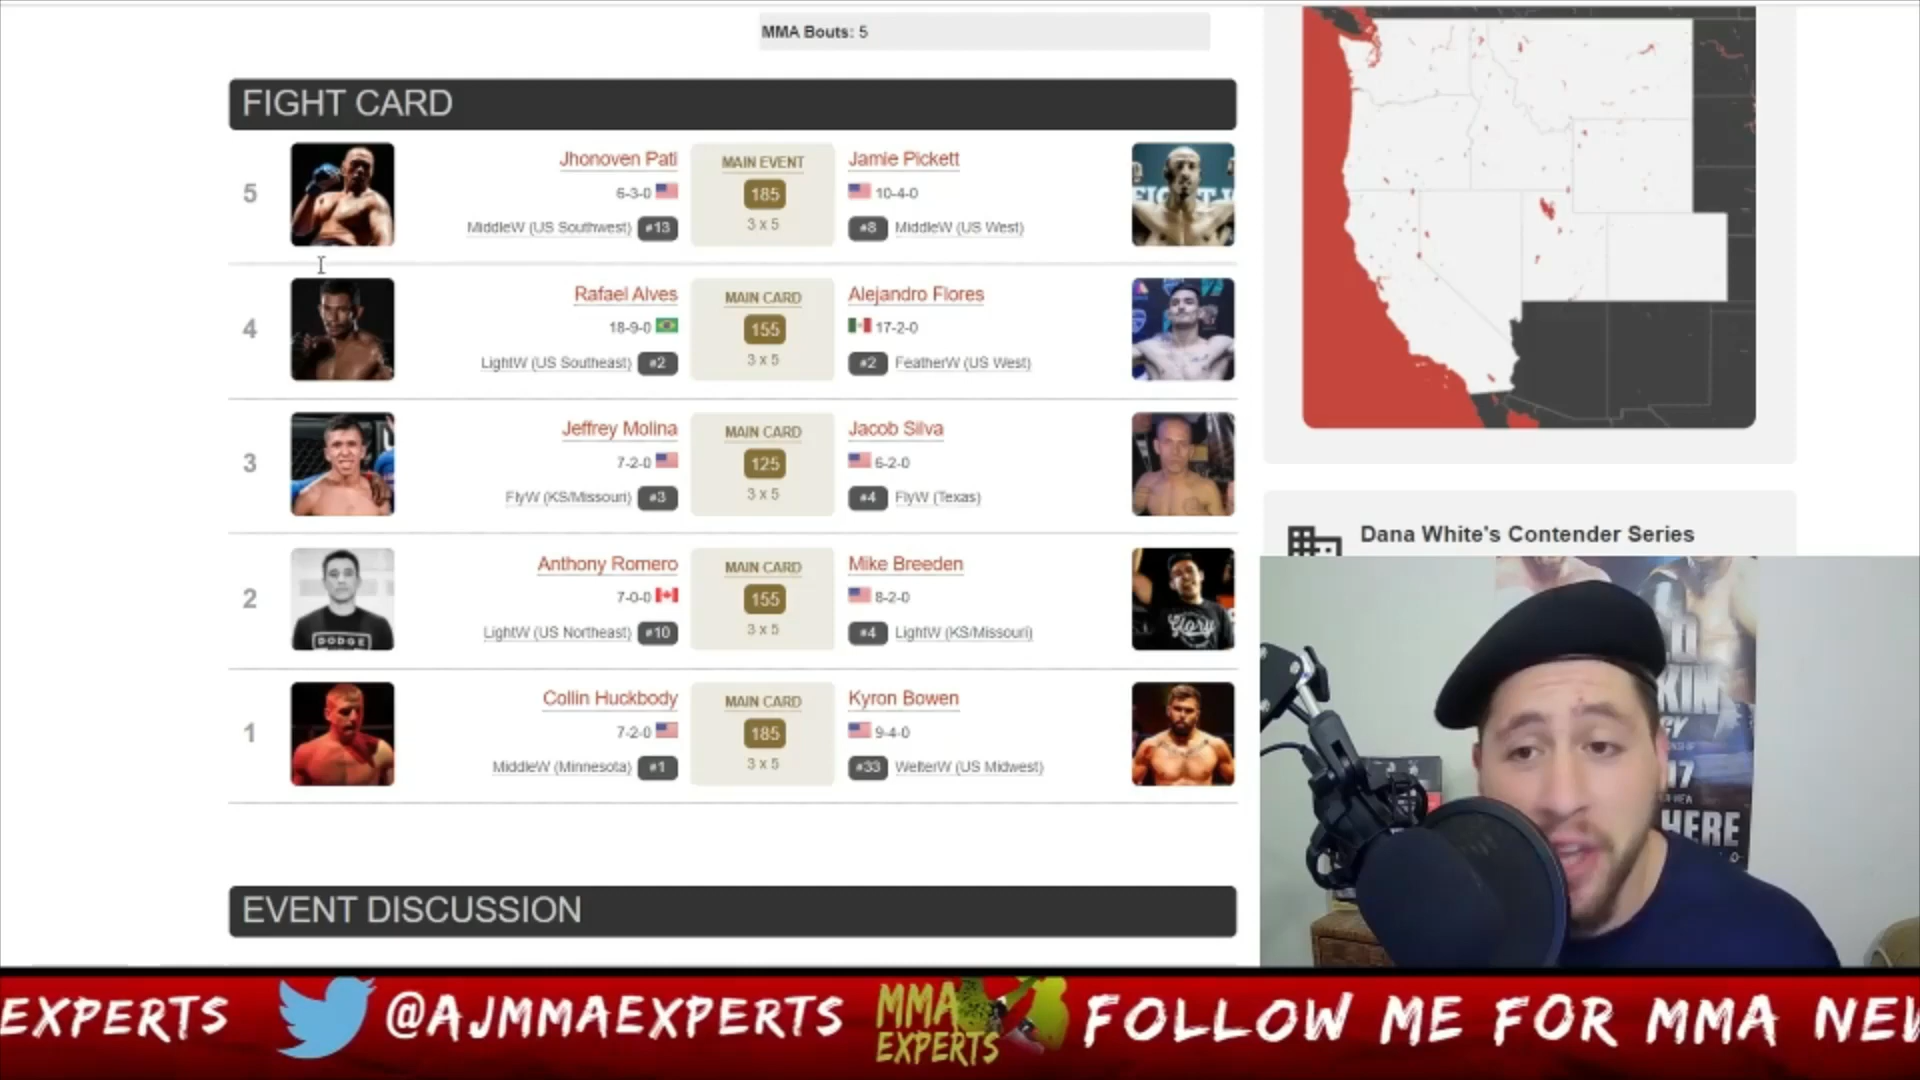 MMA Bouts: 5
FIGHT CARD
5
Jhonoven Pati
6-3-0
MiddleW (US Southwest) #13
MAIN EVENT
185
3 x 5
Jamie Pickett
10-4-0
#8 MiddleW (US West)
4
Rafael Alves
18-9-0
LightW (US Southeast) #2
MAIN CARD
155
3 x 5
Alejandro Flores
17-2-0
#2 FeatherW (US West)
3
Jeffrey Molina
7-2-0
FlyW (KS/Missouri) #3
MAIN CARD
125
3 x 5
Jacob Silva
6-2-0
#4 FlyW (Texas)
2
DODGE
Anthony Romero
7-0-0
LightW (US Northeast) #10
MAIN CARD
155
3 x 5
Mike Breeden
8-2-0
#4 LightW (KS/Missouri)
Glory
1
Collin Huckbody
7-2-0
MiddleW (Minnesota) #1
MAIN CARD
185
3 x 5
Kyron Bowen
9-4-0
#33 WelterW (US Midwest)
EVENT DISCUSSION
Dana White's Contender Series
KIN
17
HERE
EXPERTS @AJMMAEXPERTS
MMA
EXPERTS
FOLLOW ME FOR MMA NEW